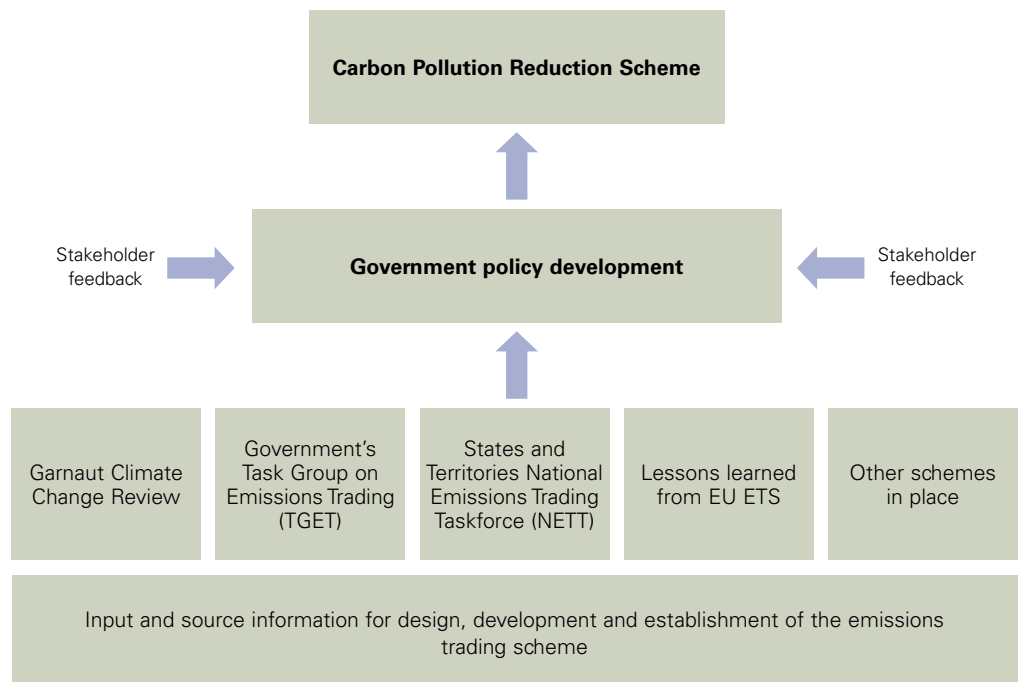 Carbon Pollution Reduction Scheme
Stakeholder
feedback
Government policy development
Stakeholder
feedback
Garnaut Climate
Change Review
Government's
Task Group on
Emissions Trading
(TGET)
States and
Territories National
Emissions Trading
Taskforce (NETT)
Lessons learned
from EU ETS
Other schemes
in place
Input and source information for design, development and establishment of the emissions
trading scheme